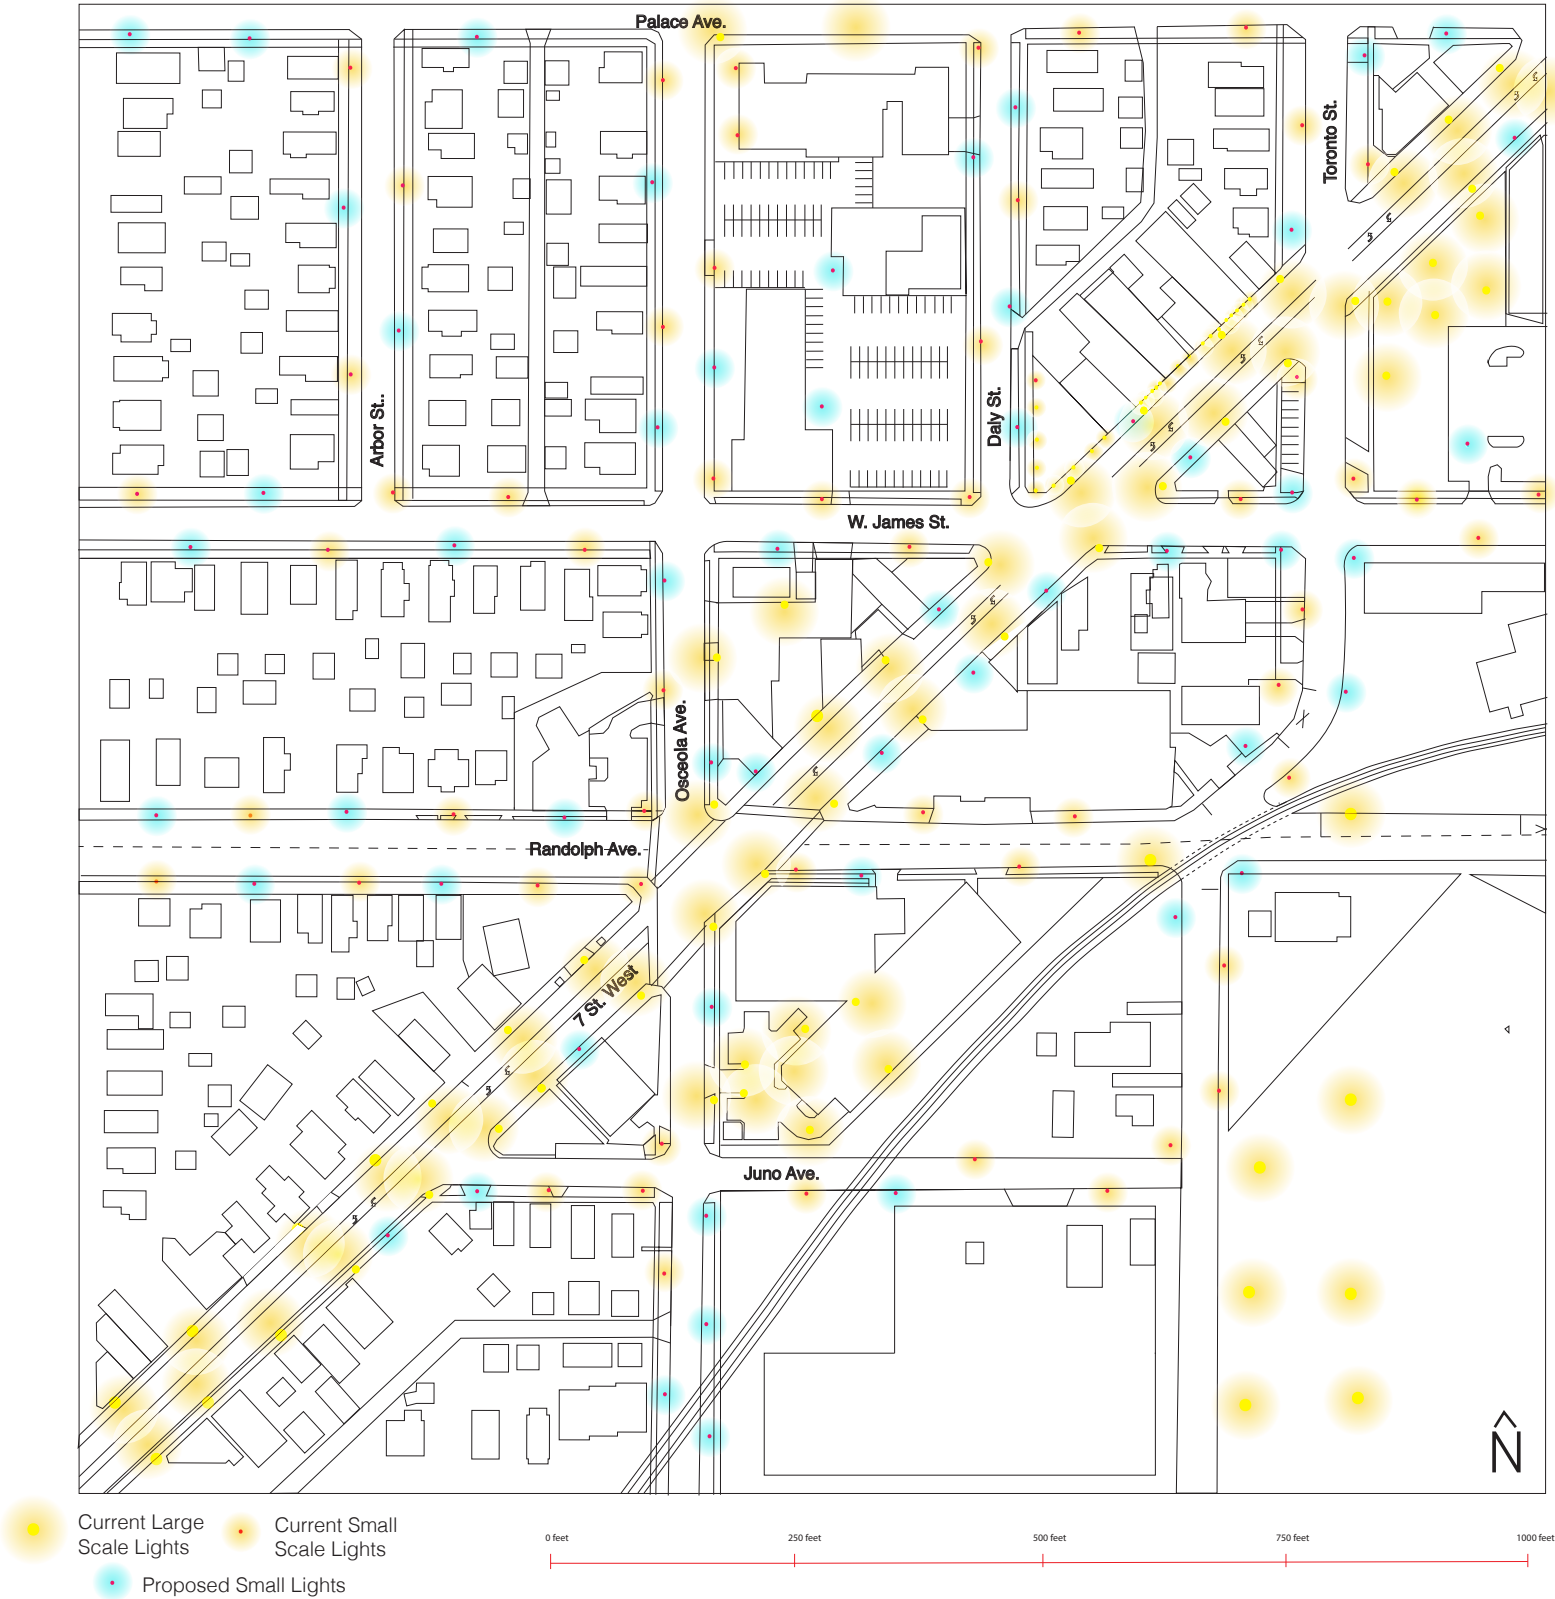 Palace Ave.
Toronto St.
Arbor St..
Daly St.
W. James St.
Osceola Ave.
Randolph Ave.
7 St. West
Juno Ave.
N
Current Large
Scale Lights
Current Small
Scale Lights
Proposed Small Lights
0 feet
250 feet
500 feet
750 feet
1000 feet